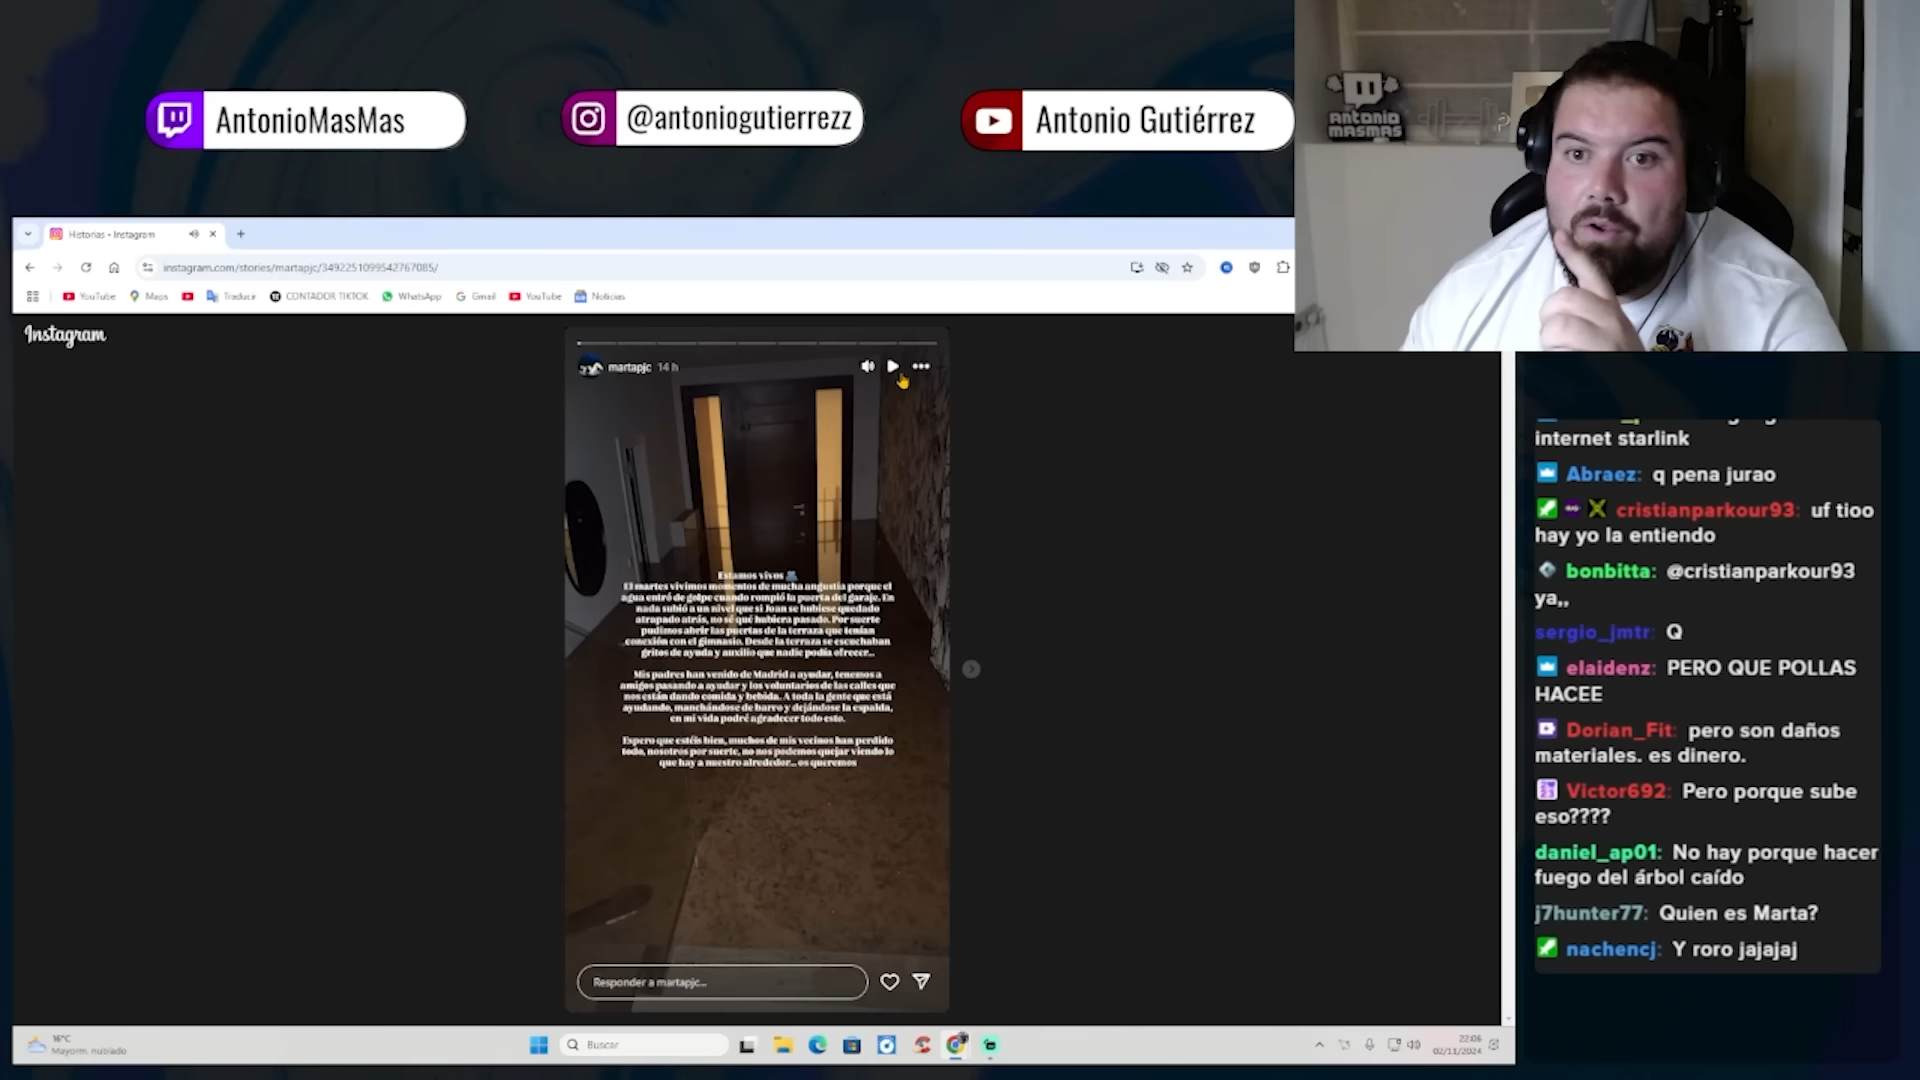 AntonioMasMas
@antoniogutierrezz
Antonio Gutiérrez
antonio
masmas
Historias - Instagram
instagram.com/stories/martapjc/3492251099542767085/
YouTube
Maps
Traducir
CONTADOR TIKTOK
WhatsApp
Gmail
YouTube
Noticias
Instagram
martapjc 14 h
Estamos vivos
El martes vivimos momentos de mucha angustia porque el
agua entró de golpe cuando rompió la puerta del garaje. En
nada subió a un nivel que si Joan se hubiese quedado
atrapado atrás, no sé qué hubiera pasado. Por suerte
pudimos abrir las puertas de la terraza que tenían
conexión con el gimnasio. Desde la terraza se escuchaban
gritos de ayuda y auxilio que nadie podía ofrecer...
Mis padres han venido de Madrid a ayudar, tenemos a
amigos pasando a ayudar y los voluntarios de las calles que
nos están dando comida y bebida. A toda la gente que está
ayudando, manchándose de barro y dejándose la espalda,
en mi vida podré agradecer todo esto.
Espero que estéis bien, muchos de mis vecinos han perdido
todo, nosotros por suerte, no nos podemos quejar viendo lo
que hay a nuestro alrededor... os queremos
Responder a martapjc...
internet starlink
Abraez: q pena jurao
cristianparkour93: uf tioo
hay yo la entiendo
bonbitta: @cristianparkour93
ya,,
sergio_jmtr: Q
elaidenz: PERO QUE POLLAS
HACEE
Dorian_Fit: pero son daños
materiales. es dinero.
Victor692: Pero porque sube
eso????
daniel_ap01: No hay porque hacer
fuego del árbol caído
j7hunter77: Quien es Marta?
nachencj: Y roro jajajaj
16°C
Mayorm. nublado
Buscar
22:06
02/11/2024